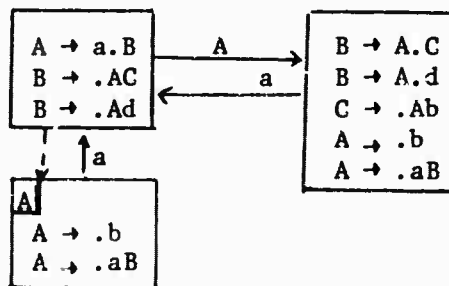 A → a.B
B → .AC
B → .Ad
A
a
B → A.C
B → A.d
C → .Ab
A → .b
A → .aB
a
A
A → .b
A → .aB